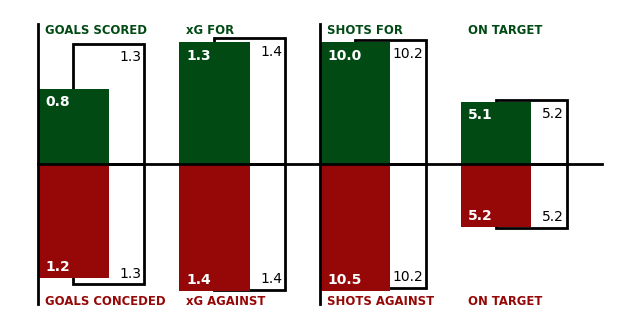 GOALS SCORED xG FOR SHOTS FOR ON TARGET
1.3 1.3 1.4 10.0 10.2
0.8 5.1 5.2
1.2 1.3 1.4 1.4 10.5 10.2 5.2 5.2
GOALS CONCEDED xG AGAINST SHOTS AGAINST ON TARGET